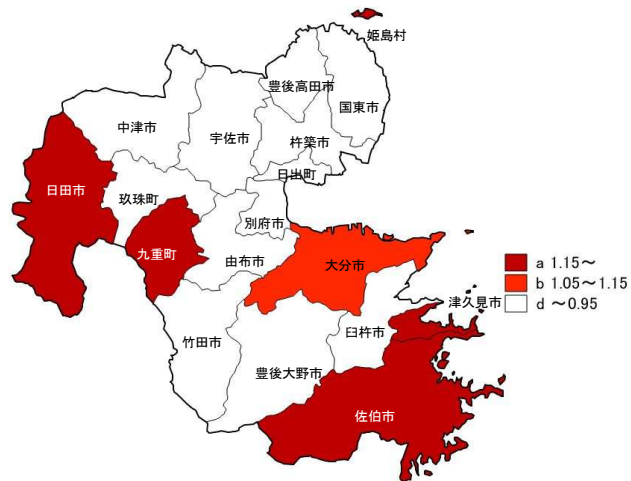 姫島村
豊後高田市
国東市
中津市
宇佐市
杵築市
日出町
日田市
玖珠町
別府市
九重町
由布市
大分市
a 1.15～
b 1.05～1.15
d ～0.95
津久見市
臼杵市
竹田市
豊後大野市
佐伯市